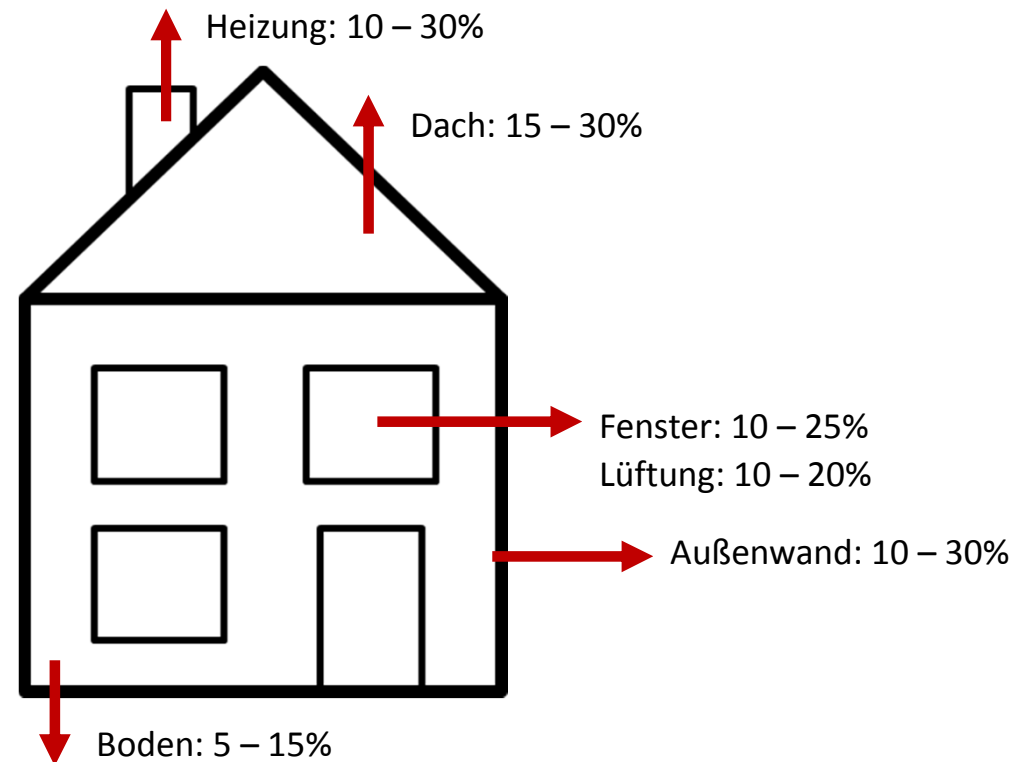 Heizung: 10 – 30%
Dach: 15 – 30%
Fenster: 10 – 25%
Lüftung: 10 – 20%
Außenwand: 10 – 30%
Boden: 5 – 15%